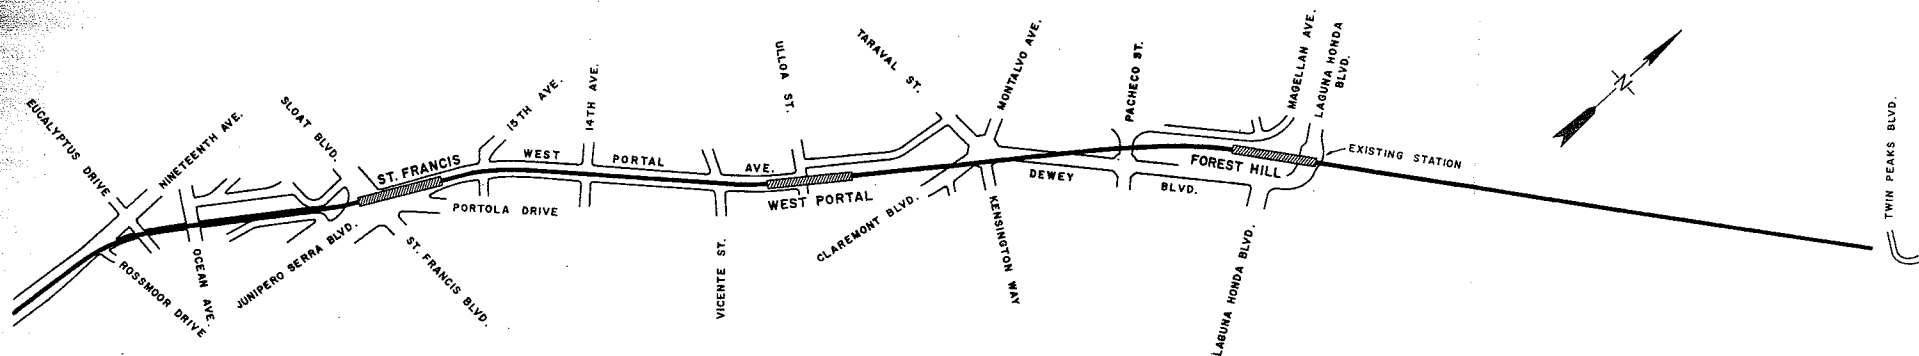 EUCALYPTUS DRIVE
NINETEENTH AVE.
SLOAT BLVD.
ST. FRANCIS
15TH AVE.
14TH AVE.
WEST PORTAL AVE.
ULLOA ST.
TARAVAL ST.
MONTALVO AVE.
PACHECO ST.
MAGELLAN AVE.
LAGUNA HONDA
BLVD.
N
TWIN PEAKS BLVD.
EXISTING STATION
FOREST HILL
DEWEY BLVD.
WEST PORTAL
PORTOLA DRIVE
ROSSMOOR DRIVE
OCEAN AVE.
JUNIPERO SERRA BLVD.
ST. FRANCIS BLVD.
VICENTE ST.
CLAREMONT BLVD.
KENSINGTON WAY
LAGUNA HONDA BLVD.